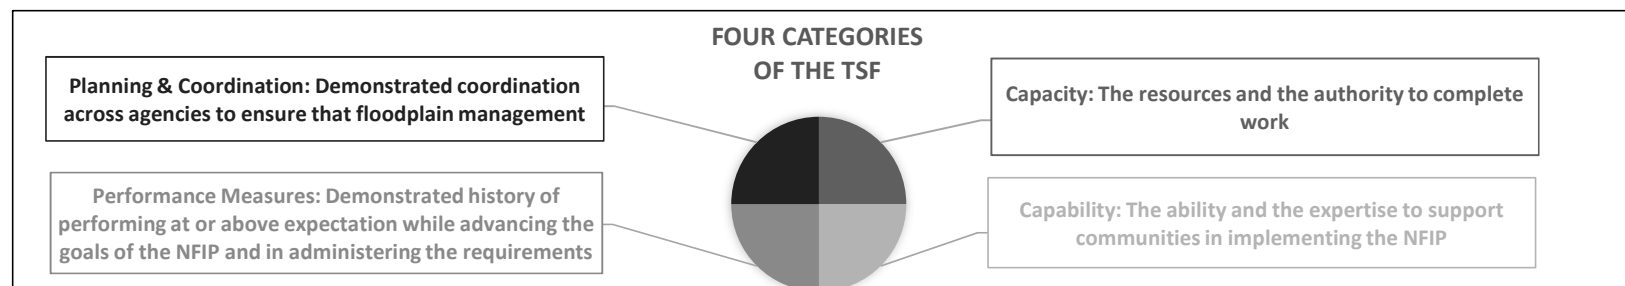 FOUR CATEGORIES
OF THE TSF
Planning & Coordination: Demonstrated coordination
across agencies to ensure that floodplain management
Capacity: The resources and the authority to complete
work
Performance Measures: Demonstrated history of
performing at or above expectation while advancing the
goals of the NFIP and in administering the requirements
Capability: The ability and the expertise to support
communities in implementing the NFIP